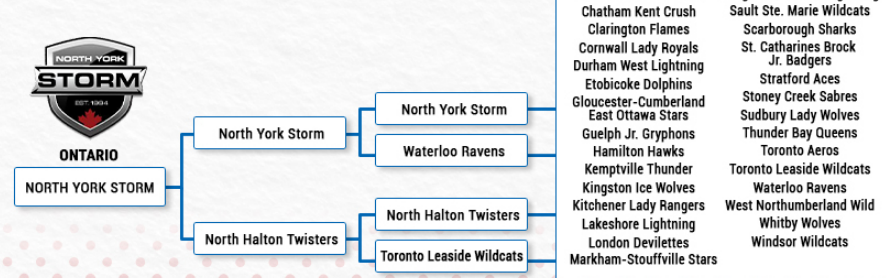 NORTH YORK
STORM
EST. 1994
ONTARIO
NORTH YORK STORM
North York Storm
North Halton Twisters
North York Storm
Waterloo Ravens
North Halton Twisters
Toronto Leaside Wildcats
Chatham Kent Crush
Clarington Flames
Cornwall Lady Royals
Durham West Lightning
Etobicoke Dolphins
Gloucester-Cumberland
East Ottawa Stars
Guelph Jr. Gryphons
Hamilton Hawks
Kemptville Thunder
Kingston Ice Wolves
Kitchener Lady Rangers
Lakeshore Lightning
London Devilettes
Markham-Stouffville Stars
Sault Ste. Marie Wildcats
Scarborough Sharks
St. Catharines Brock
Jr. Badgers
Stratford Aces
Stoney Creek Sabres
Sudbury Lady Wolves
Thunder Bay Queens
Toronto Aeros
Toronto Leaside Wildcats
Waterloo Ravens
West Northumberland Wild
Whitby Wolves
Windsor Wildcats